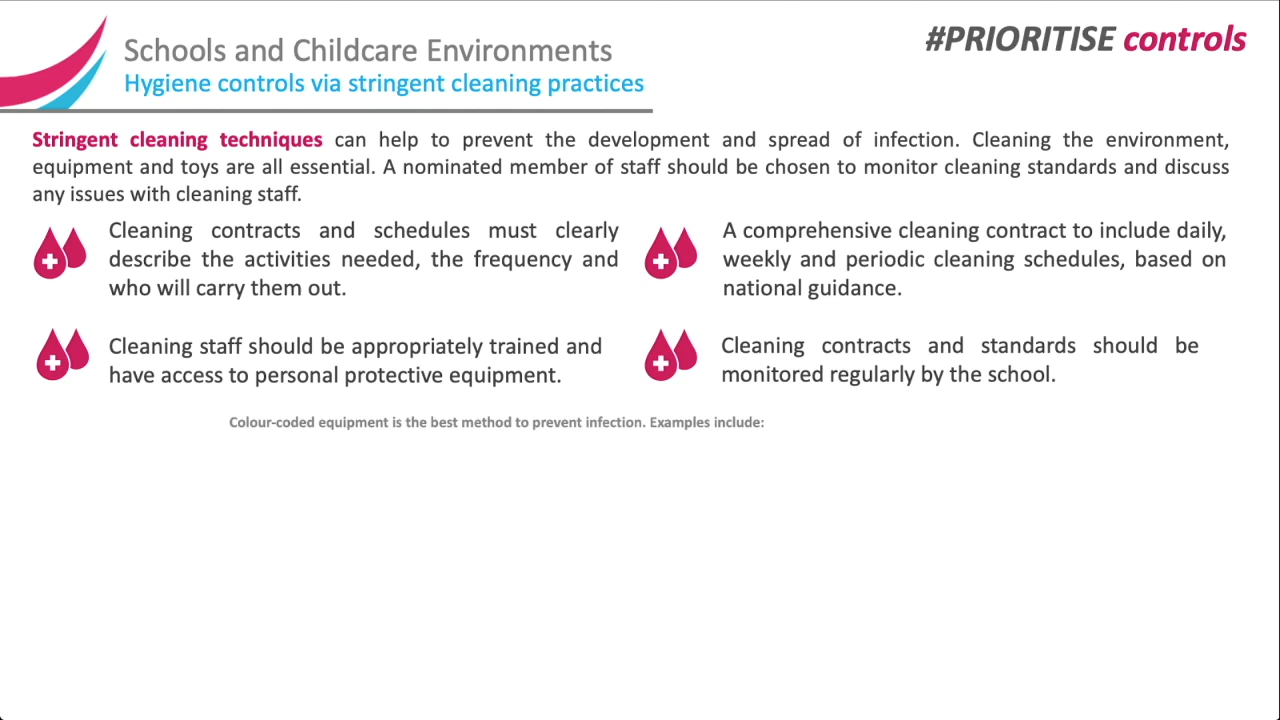 Schools and Childcare Environments
#PRIORITISE controls
Hygiene controls via stringent cleaning practices
Stringent cleaning techniques can help to prevent the development and spread of infection. Cleaning the environment,
equipment and toys are all essential. A nominated member of staff should be chosen to monitor cleaning standards and discuss
any issues with cleaning staff.
Cleaning contracts and schedules must clearly
describe the activities needed, the frequency and
who will carry them out.
A comprehensive cleaning contract to include daily,
weekly and periodic cleaning schedules, based on
national guidance.
Cleaning staff should be appropriately trained and
have access to personal protective equipment.
Cleaning contracts and standards should be
monitored regularly by the school.
Colour-coded equipment is the best method to prevent infection. Examples include: